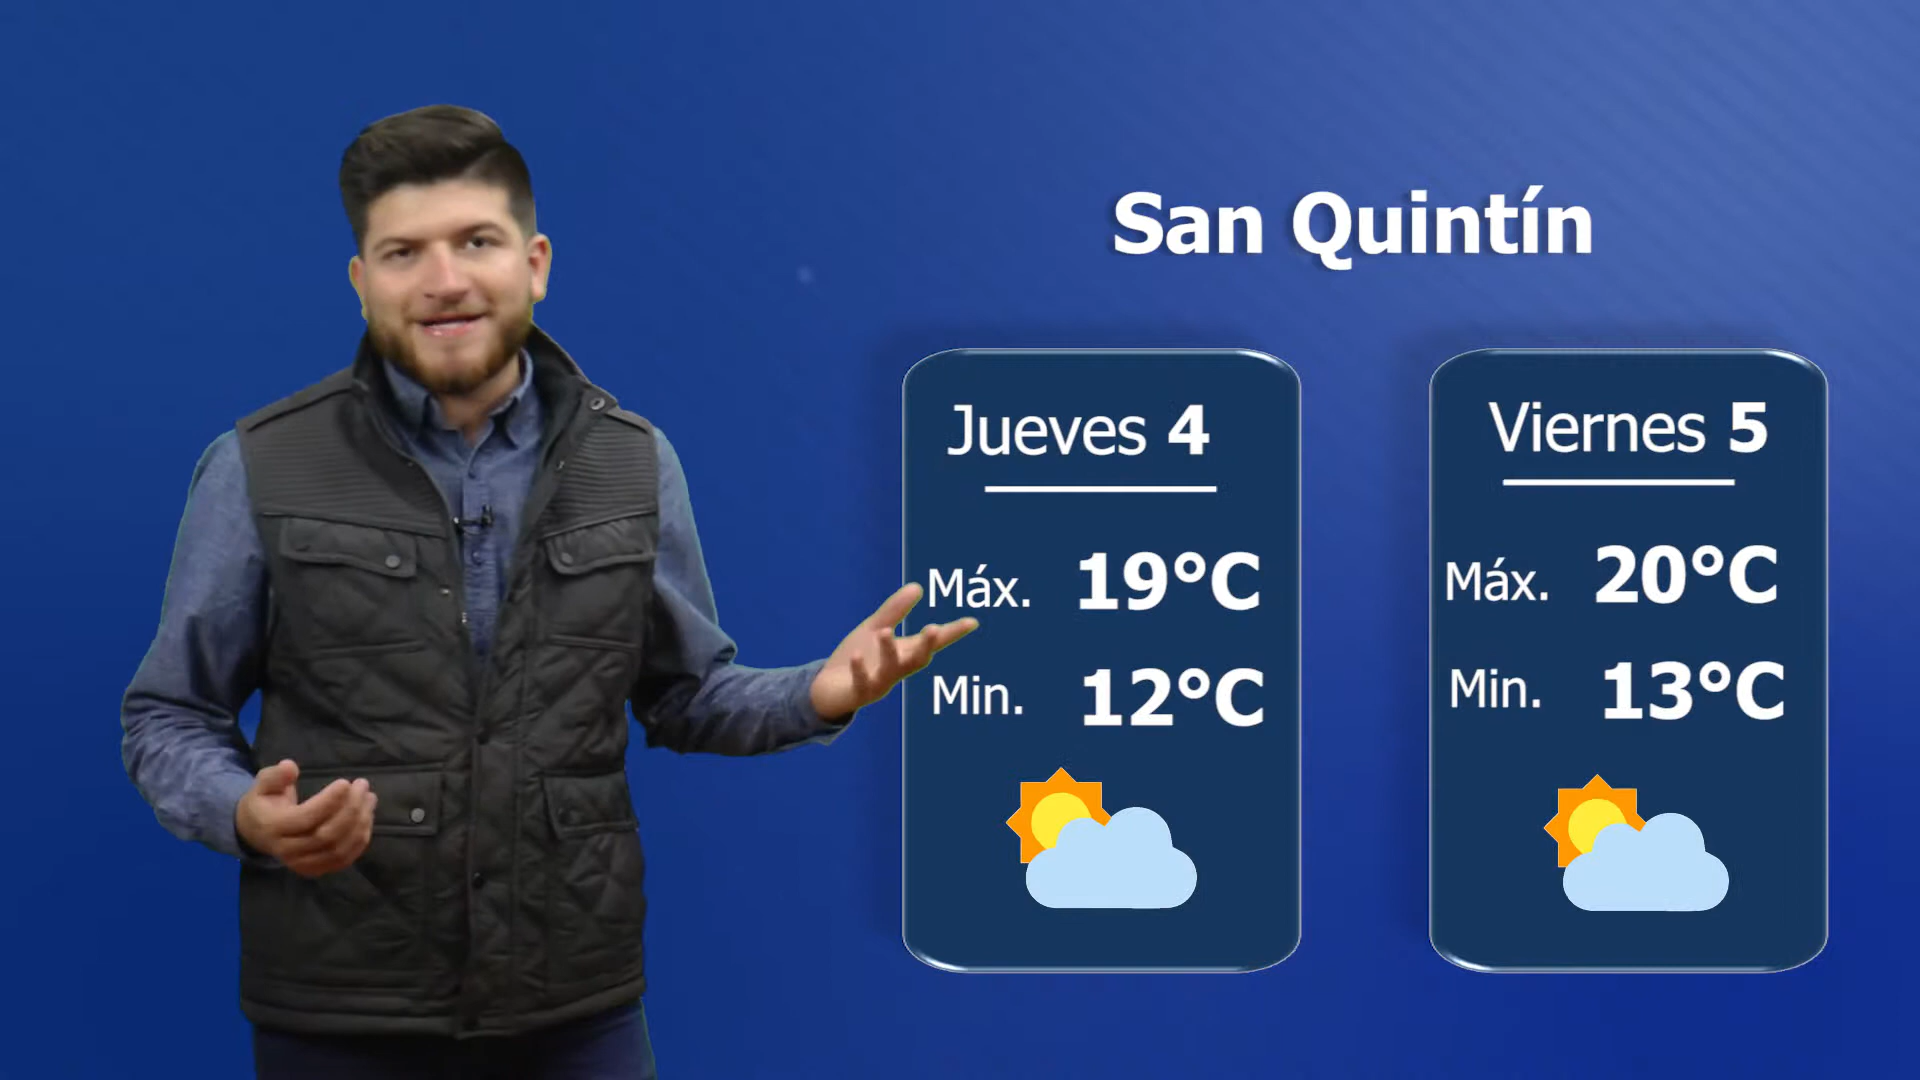 San Quintín
Jueves 4
Máx. 19°C
Min. 12°C
Viernes 5
Máx. 20°C
Min. 13°C